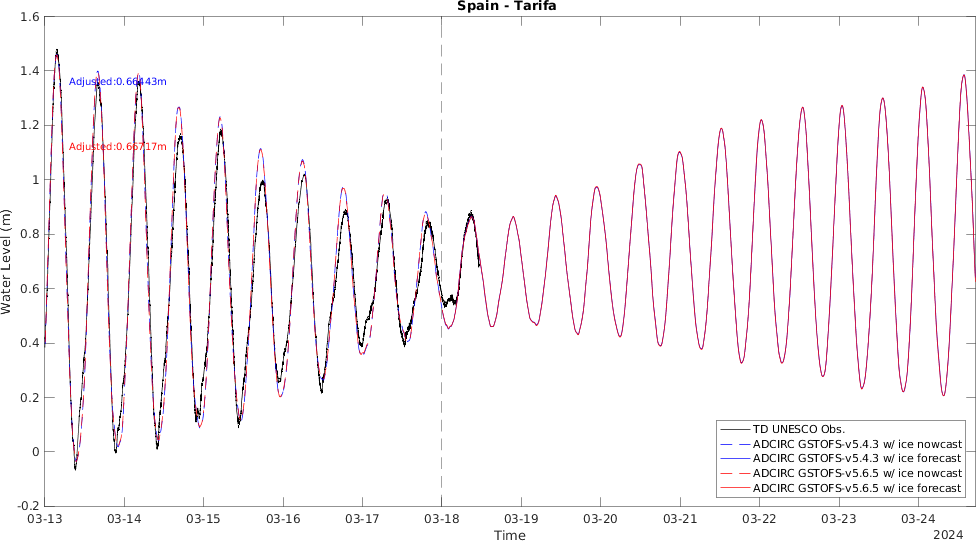 Spain - Tarifa
1.6
1.4
1.2
1
0.8
0.6
0.4
0.2
0
-0.2
Water Level (m)
Adjusted:0.66443m
Adjusted:0.66717m
TD UNESCO Obs.
ADCIRC GSTOFS-v5.4.3 w/ ice nowcast
ADCIRC GSTOFS-v5.4.3 w/ ice forecast
ADCIRC GSTOFS-v5.6.5 w/ ice nowcast
ADCIRC GSTOFS-v5.6.5 w/ ice forecast
03-13 03-14 03-15 03-16 03-17 03-18 03-19 03-20 03-21 03-22 03-23 03-24
Time
2024